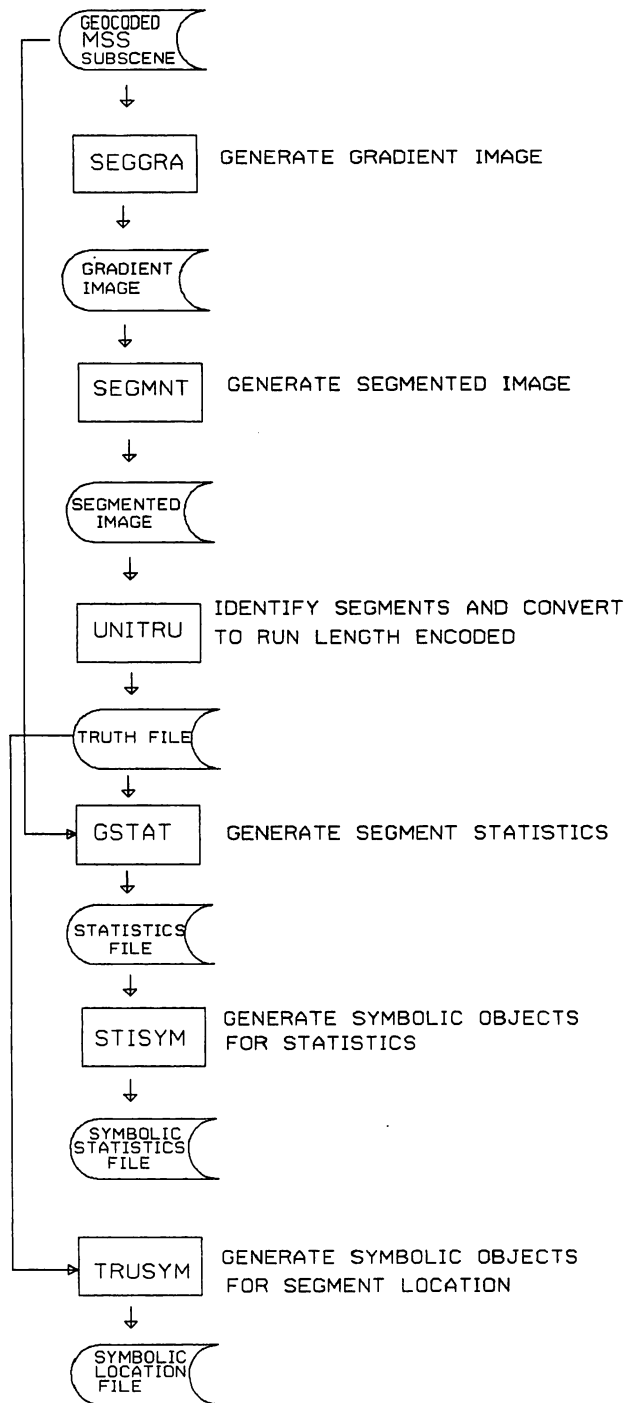 GEOCODED
MSS
SUBSCENE
SEGGRA
GENERATE GRADIENT IMAGE
GRADIENT
IMAGE
SEGMNT
GENERATE SEGMENTED IMAGE
SEGMENTED
IMAGE
UNITRU
IDENTIFY SEGMENTS AND CONVERT
TO RUN LENGTH ENCODED
TRUTH FILE
GSTAT
GENERATE SEGMENT STATISTICS
STATISTICS
FILE
STISYM
GENERATE SYMBOLIC OBJECTS
FOR STATISTICS
SYMBOLIC
STATISTICS
FILE
TRUSYM
GENERATE SYMBOLIC OBJECTS
FOR SEGMENT LOCATION
SYMBOLIC
LOCATION
FILE